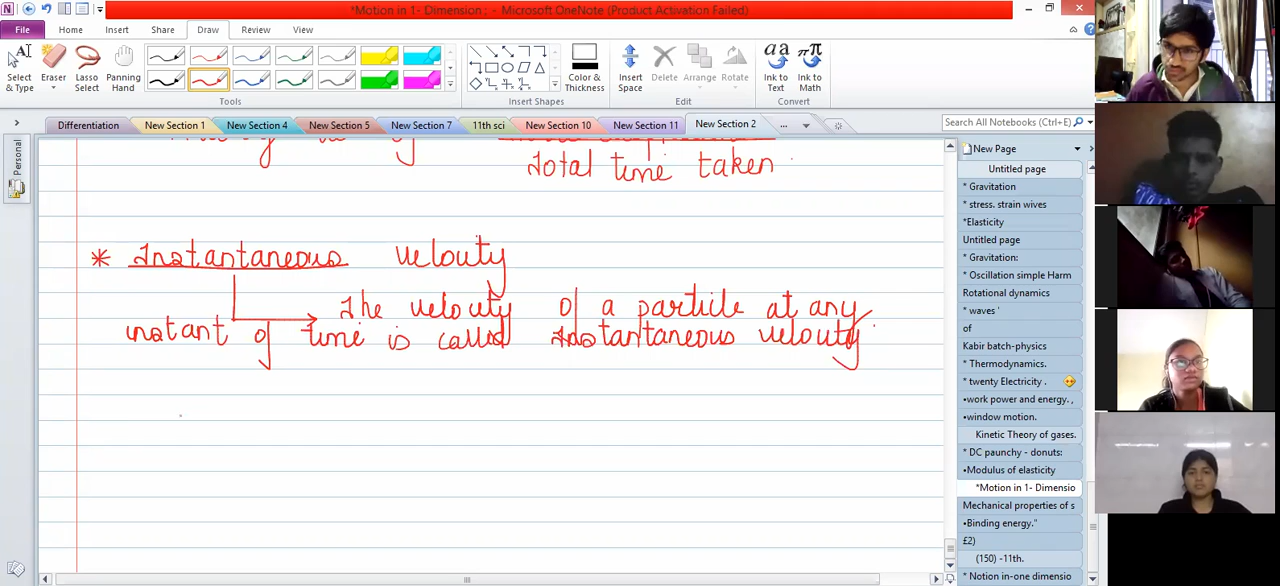 *Motion in 1- Dimension : - Microsoft OneNote (Product Activation Failed)
File Home Insert Share Draw Review View
Select & Type
Eraser
Lasso Select
Panning Hand
Color & Thickness
Insert Space
Delete
Arrange
Rotate
Ink to Text
Ink to Math
Tools
Insert Shapes
Edit
Convert
Differentiation New Section 1 New Section 4 New Section 5 New Section 7 11th sci New Section 10 New Section 11 New Section 2 ...
Search All Notebooks (Ctrl+E)
Personal
Total time taken
* Instantaneous velocity
The velocity of a particle at any
instant of time is called Instantaneous velocity
New Page
Untitled page
* Gravitation
* stress. strain wives
*Elasticity
Untitled page
* Gravitation:
* Oscillation simple Harm
Rotational dynamics
* waves '
of
Kabir batch-physics
* Thermodynamics.
* twenty Electricity .
•work power and energy. ,
•window motion.
Kinetic Theory of gases.
* DC paunchy - donuts:
•Modulus of elasticity
*Motion in 1- Dimensio
Mechanical properties of s
•Binding energy."
£2)
(150) -11th.
* Notion in-one dimensio